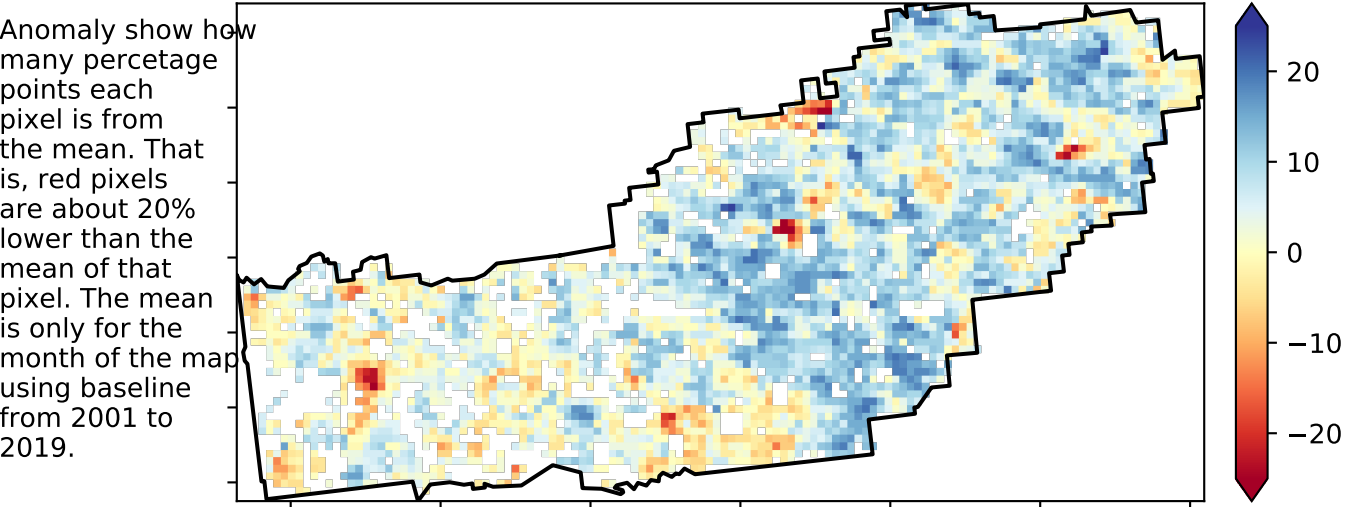 Anomaly show how
many percetage
points each
pixel is from
the mean. That
is, red pixels
are about 20%
lower than the
mean of that
pixel. The mean
is only for the
month of the map
using baseline
from 2001 to
2019.
20
10
0
−10
−20